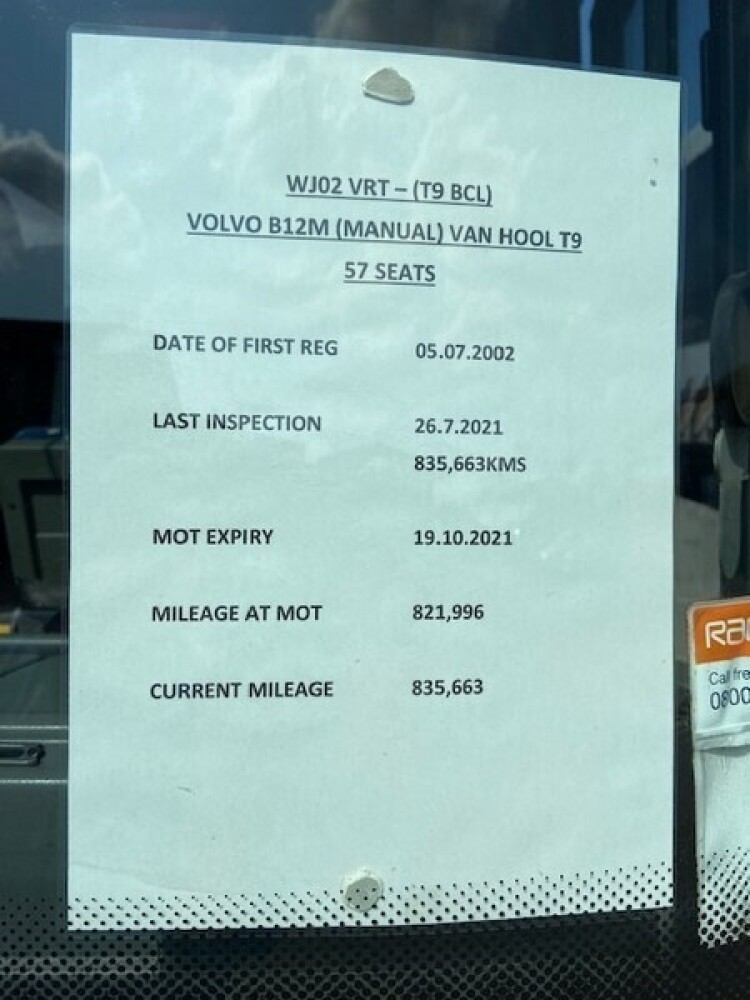 WJ02 VRT – (T9 BCL)
VOLVO B12M (MANUAL) VAN HOOL T9
57 SEATS
DATE OF FIRST REG 05.07.2002
LAST INSPECTION 26.7.2021
835,663KMS
MOT EXPIRY 19.10.2021
MILEAGE AT MOT 821,996
CURRENT MILEAGE 835,663
Call fre
0800